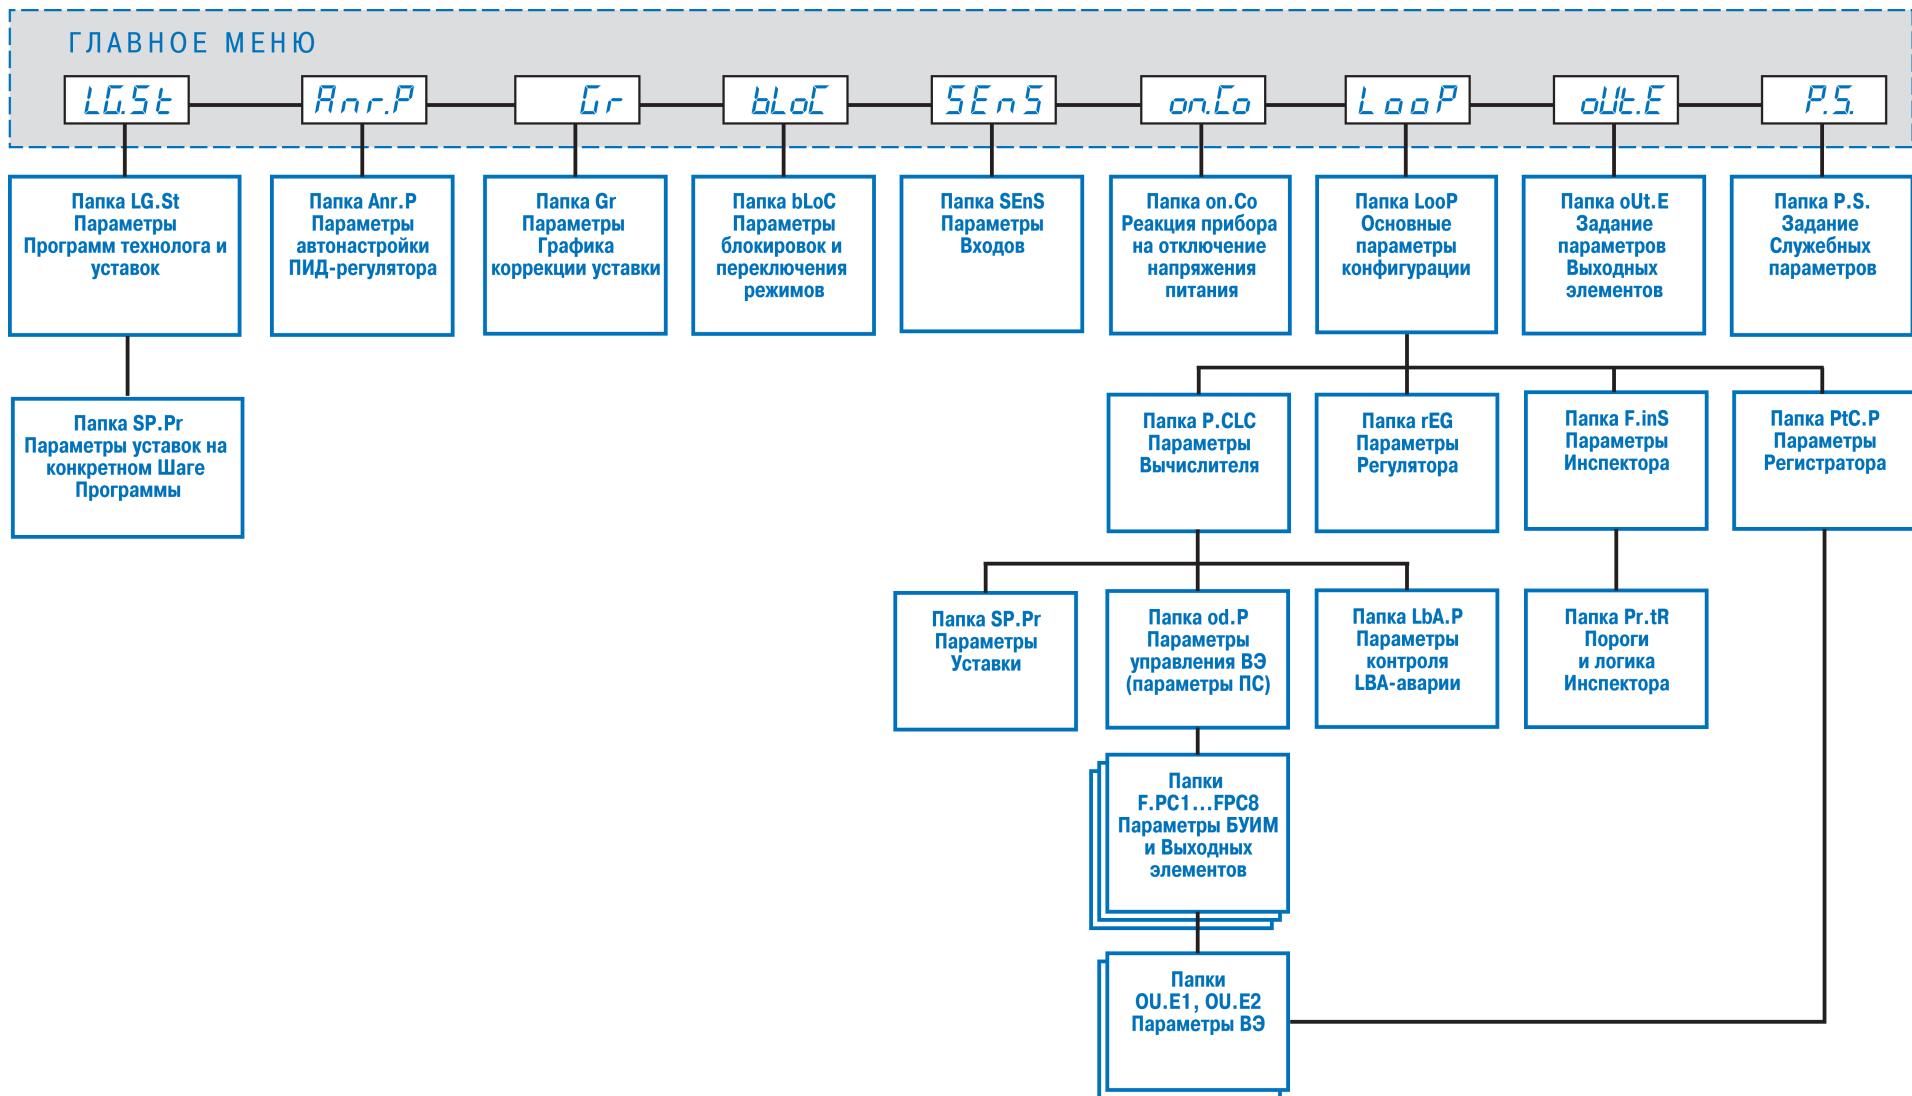 ГЛАВНОЕ МЕНЮ
LG.St
Anr.P
Gr
bLoC
SEnS
on.Co
LooP
oUt.E
P.S.
Папка LG.St
Параметры
Программ технолога и
уставок
Папка Anr.P
Параметры
автонастройки
ПИД-регулятора
Папка Gr
Параметры
Графика
коррекции уставки
Папка bLoC
Параметры
блокировок и
переключения
режимов
Папка SEnS
Параметры
Входов
Папка on.Co
Реакция прибора
на отключение
напряжения
питания
Папка LooP
Основные
параметры
конфигурации
Папка oUt.E
Задание
параметров
Выходных
элементов
Папка P.S.
Задание
Служебных
параметров
Папка SP.Pr
Параметры уставок на
конкретном Шаге
Программы
Папка P.CLC
Параметры
Вычислителя
Папка rEG
Параметры
Регулятора
Папка F.inS
Параметры
Инспектора
Папка PtC.P
Параметры
Регистратора
Папка SP.Pr
Параметры
Уставки
Папка od.P
Параметры
управления ВЭ
(параметры ПС)
Папка LbA.P
Параметры
контроля
LBA-аварии
Папка Pr.tR
Пороги
и логика
Инспектора
Папки
F.PC1...FPC8
Параметры БУИМ
и Выходных
элементов
Папки
OU.E1, OU.E2
Параметры ВЭ